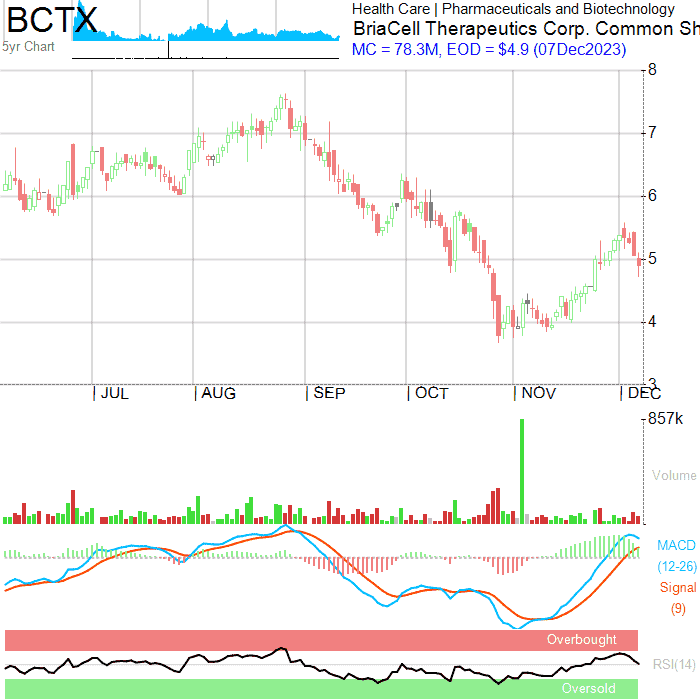 BCTX
5yr Chart
Health Care | Pharmaceuticals and Biotechnology
BriaCell Therapeutics Corp. Common Sh
MC = 78.3M, EOD = $4.9 (07Dec2023)
8
7
6
5
4
3
JUL AUG SEP OCT NOV DEC
857k
Volume
MACD
(12-26)
Signal
(9)
Overbought
RSI(14)
Oversold